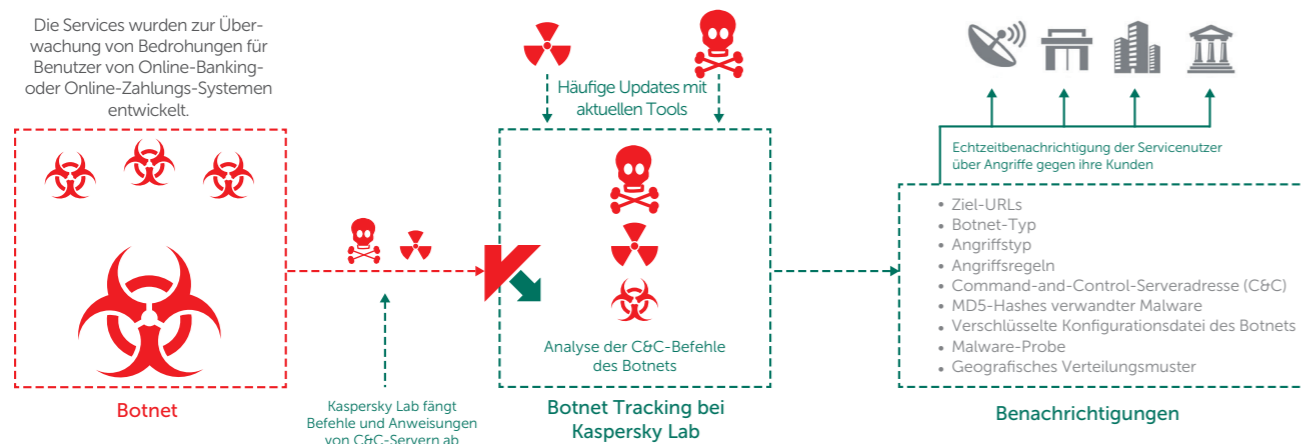 Die Services wurden zur Über-
wachung von Bedrohungen für
Benutzer von Online-Banking-
oder Online-Zahlungs-Systemen
entwickelt.
Botnet
Kaspersky Lab fängt
Befehle und Anweisungen
von C&C-Servern ab
Häufige Updates mit
aktuellen Tools
Analyse der C&C-Befehle
des Botnets
Botnet Tracking bei
Kaspersky Lab
Echtzeitbenachrichtigung der Servicenutzer
über Angriffe gegen ihre Kunden
• Ziel-URLs
• Botnet-Typ
• Angriffstyp
• Angriffsregeln
• Command-and-Control-Serveradresse (C&C)
• MD5-Hashes verwandter Malware
• Verschlüsselte Konfigurationsdatei des Botnets
• Malware-Probe
• Geografisches Verteilungsmuster
Benachrichtigungen